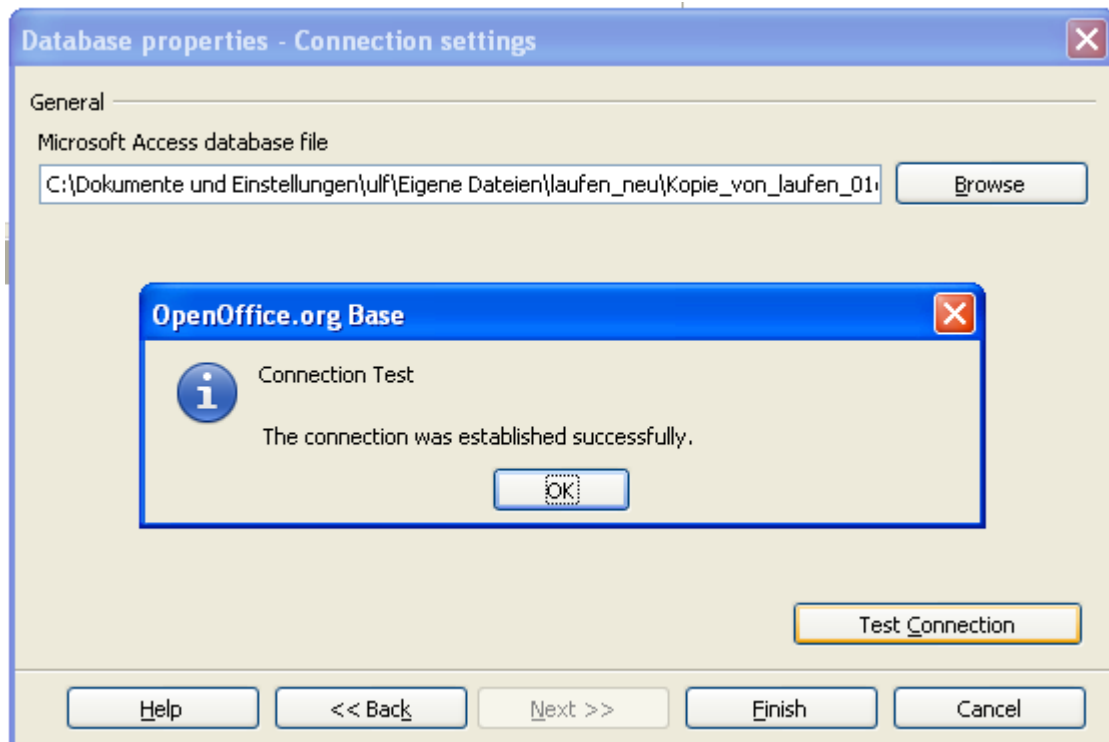 Database properties - Connection settings
General
Microsoft Access database file
C:\Dokumente und Einstellungen\ulf\Eigene Dateien\laufen_neu\Kopie_von_laufen_01
Browse
OpenOffice.org Base
Connection Test
The connection was established successfully.
OK
Test Connection
Help
<< Back
Next >>
Finish
Cancel